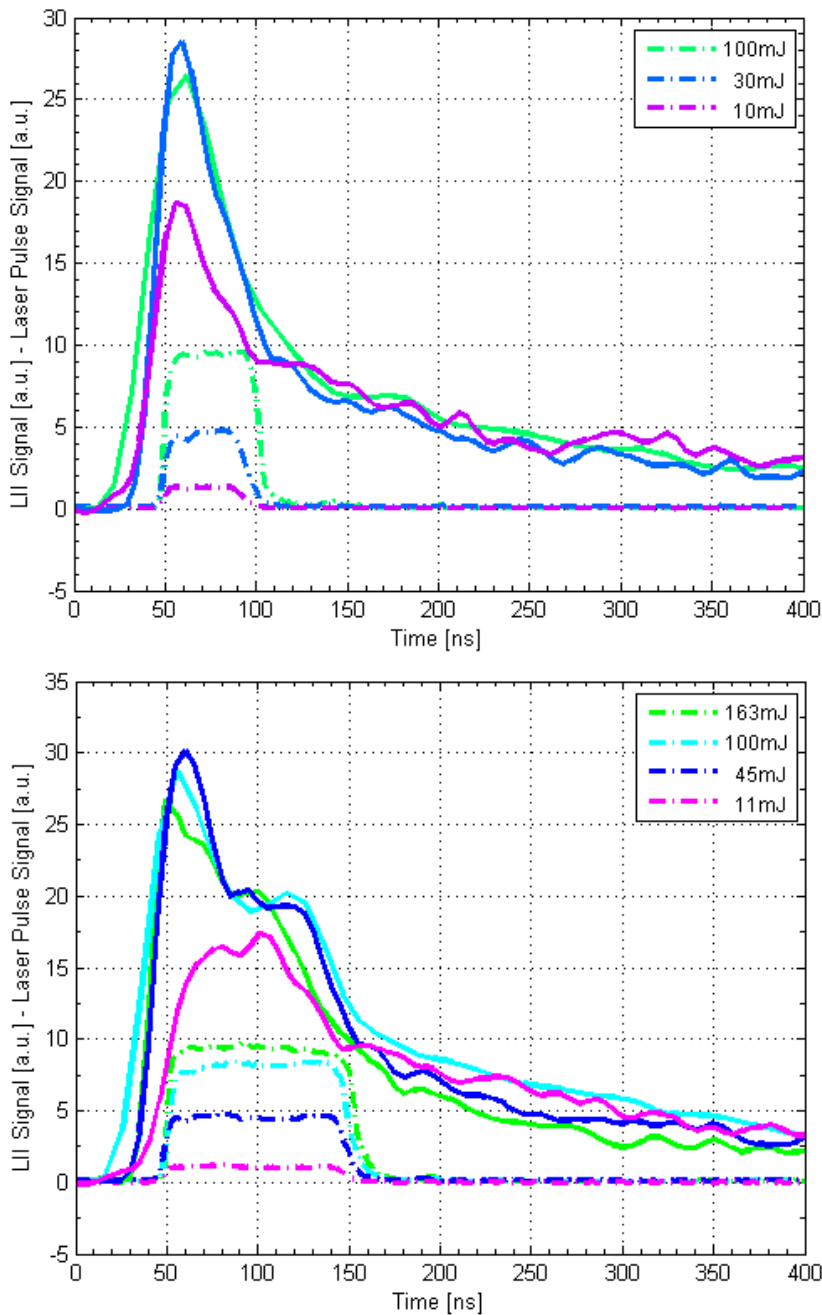 30
25
20
15
10
5
0
-5
LII Signal [a.u.] - Laser Pulse Signal [a.u.]
100mJ
30mJ
10mJ
0 50 100 150 200 250 300 350 400
Time [ns]
35
30
25
20
15
10
5
0
-5
LII Signal [a.u.] - Laser Pulse Signal [a.u.]
163mJ
100mJ
45mJ
11mJ
0 50 100 150 200 250 300 350 400
Time [ns]